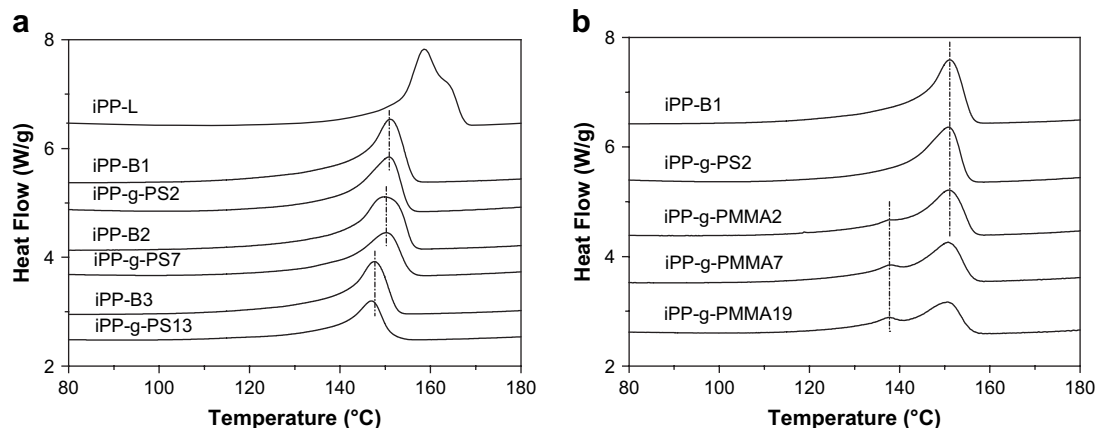 a
8
6
4
2
Heat Flow (W/g)
iPP-L
iPP-B1
iPP-g-PS2
iPP-B2
iPP-g-PS7
iPP-B3
iPP-g-PS13
80 100 120 140 160 180
Temperature (°C)
b
8
6
4
2
Heat Flow (W/g)
iPP-B1
iPP-g-PS2
iPP-g-PMMA2
iPP-g-PMMA7
iPP-g-PMMA19
80 100 120 140 160 180
Temperature (°C)